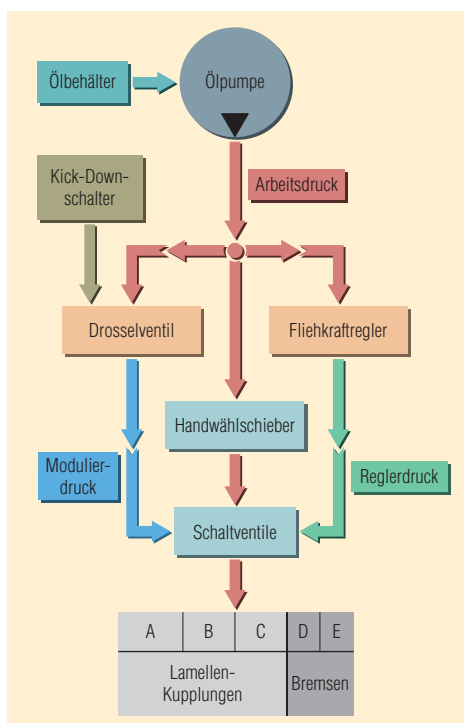 Ölbehälter
Ölpumpe
Kick-Down-
schalter
Arbeitsdruck
Drosselventil
Fliehkraftregler
Handwählschieber
Modulier-
druck
Reglerdruck
Schaltventile
A
B
C
D
E
Lamellen-
Kupplungen
Bremsen